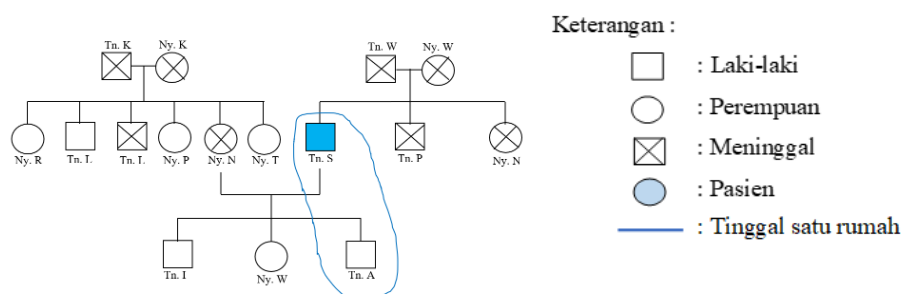 Keterangan :
Tn. K
Ny. K
Tn. W
Ny. W
: Laki-laki
: Perempuan
: Meninggal
: Pasien
: Tinggal satu rumah
Ny. R
Tn. L
Tn. L
Ny. P
Ny. N
Ny. T
Tn. S
Tn. P
Ny. N
Tn. I
Ny. W
Tn. A